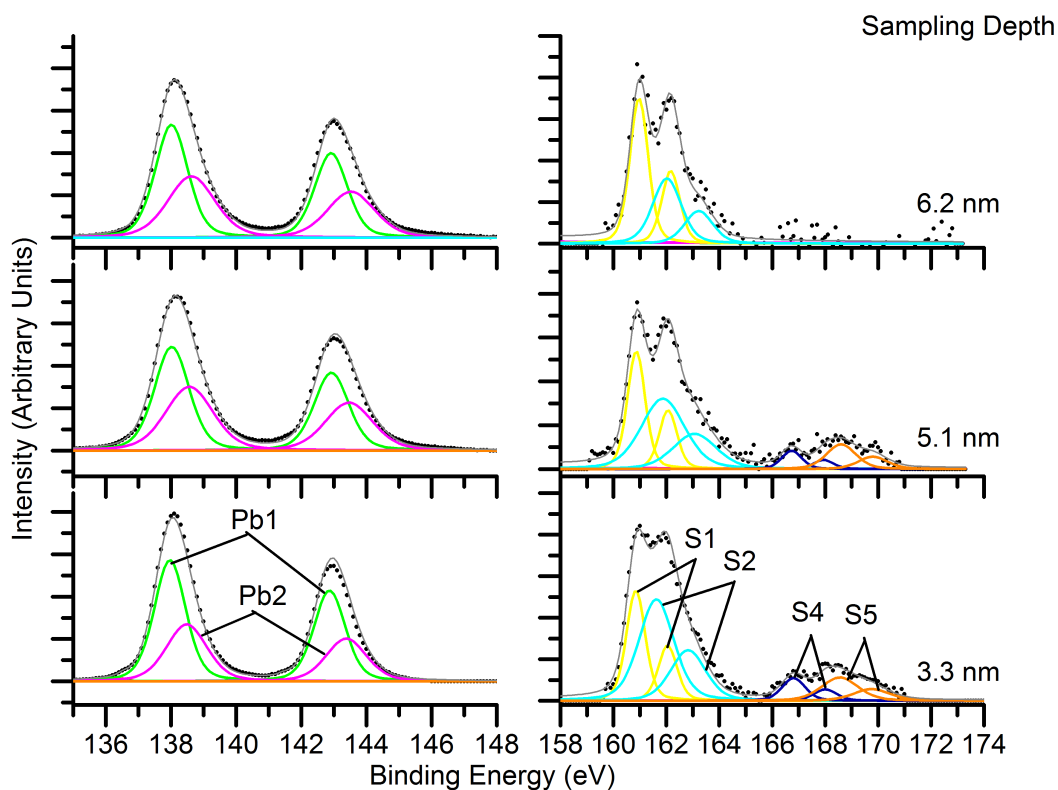 Sampling Depth
6.2 nm
5.1 nm
Pb1
Pb2
S1
S2
S4
S5
3.3 nm
136 138 140 142 144 146 148
158 160 162 164 166 168 170 172 174
Binding Energy (eV)
Intensity (Arbitrary Units)